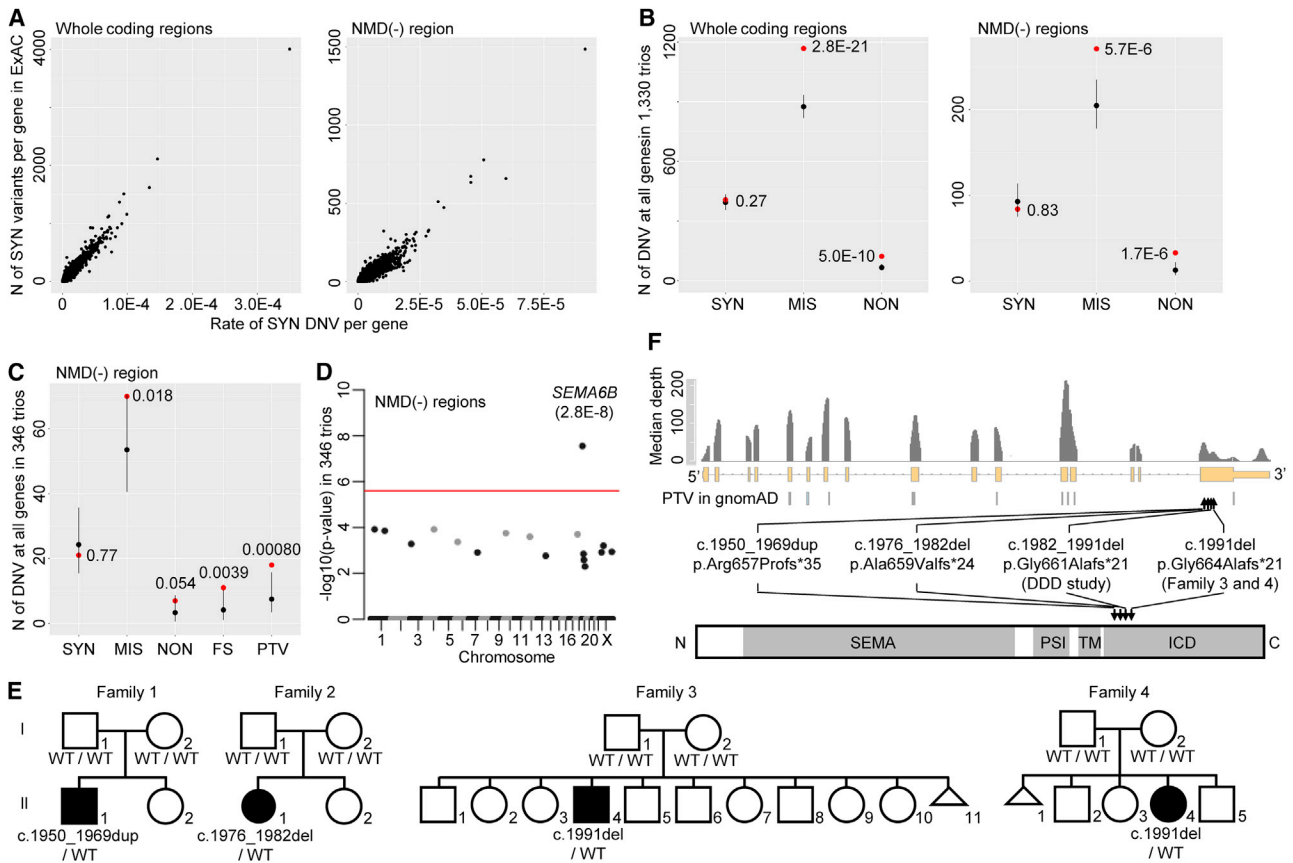 A
Whole coding regions
NMD(-) region
N of SYN variants per gene in ExAC
4000
2000
0
1500
1000
500
0
0 1.0E-4 2.0E-4 3.0E-4
0 2.5E-5 5.0E-5 7.5E-5
Rate of SYN DNV per gene
B
Whole coding regions
NMD(-) regions
N of DNV at all genesin 1,330 trios
1200
600
0
2.8E-21
0.27
5.0E-10
SYN MIS NON
200
100
0
5.7E-6
0.83
1.7E-6
SYN MIS NON
C
NMD(-) region
N of DNV at all genes in 346 trios
60
40
20
0
0.77
0.018
0.054
0.0039
0.00080
SYN MIS NON FS PTV
D
NMD(-) regions
SEMA6B
(2.8E-8)
-log10(p-value) in 346 trios
10
8
6
4
2
0
1 3 5 7 9 11 13 16 20 X
Chromosome
F
Median depth
200
100
0
5' 3'
PTV in gnomAD
c.1950_1969dup
p.Arg657Profs*35
c.1976_1982del
p.Ala659Valfs*24
c.1982_1991del
p.Gly661Alafs*21
(DDD study)
c.1991del
p.Gly664Alafs*21
(Family 3 and 4)
N SEMA PSI TM ICD C
E
Family 1 Family 2 Family 3 Family 4
I
1 2 1 2 1 2 1 2
WT / WT WT / WT WT / WT WT / WT WT / WT WT / WT WT / WT WT / WT
II
1 2 1 2 1 2 3 4 5 6 7 8 9 10 11 1 2 3 4 5
c.1950_1969dup
/ WT
c.1976_1982del
/ WT
c.1991del
/ WT
c.1991del
/ WT